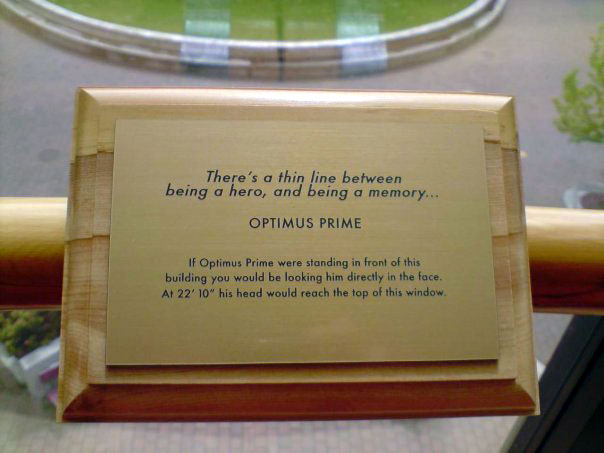 There's a thin line between
being a hero, and being a memory...
OPTIMUS PRIME
If Optimus Prime were standing in front of this
building you would be looking him directly in the face.
At 22' 10" his head would reach the top of this window.